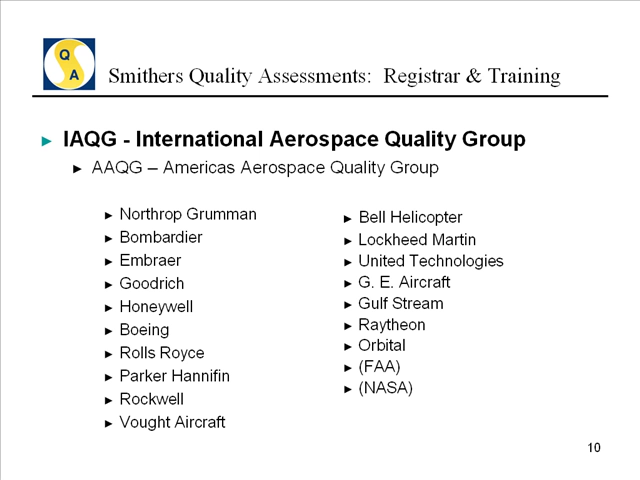 Q
A
Smithers Quality Assessments: Registrar & Training
IAQG - International Aerospace Quality Group
AAQG – Americas Aerospace Quality Group
Northrop Grumman
Bombardier
Embraer
Goodrich
Honeywell
Boeing
Rolls Royce
Parker Hannifin
Rockwell
Vought Aircraft
Bell Helicopter
Lockheed Martin
United Technologies
G. E. Aircraft
Gulf Stream
Raytheon
Orbital
(FAA)
(NASA)
10